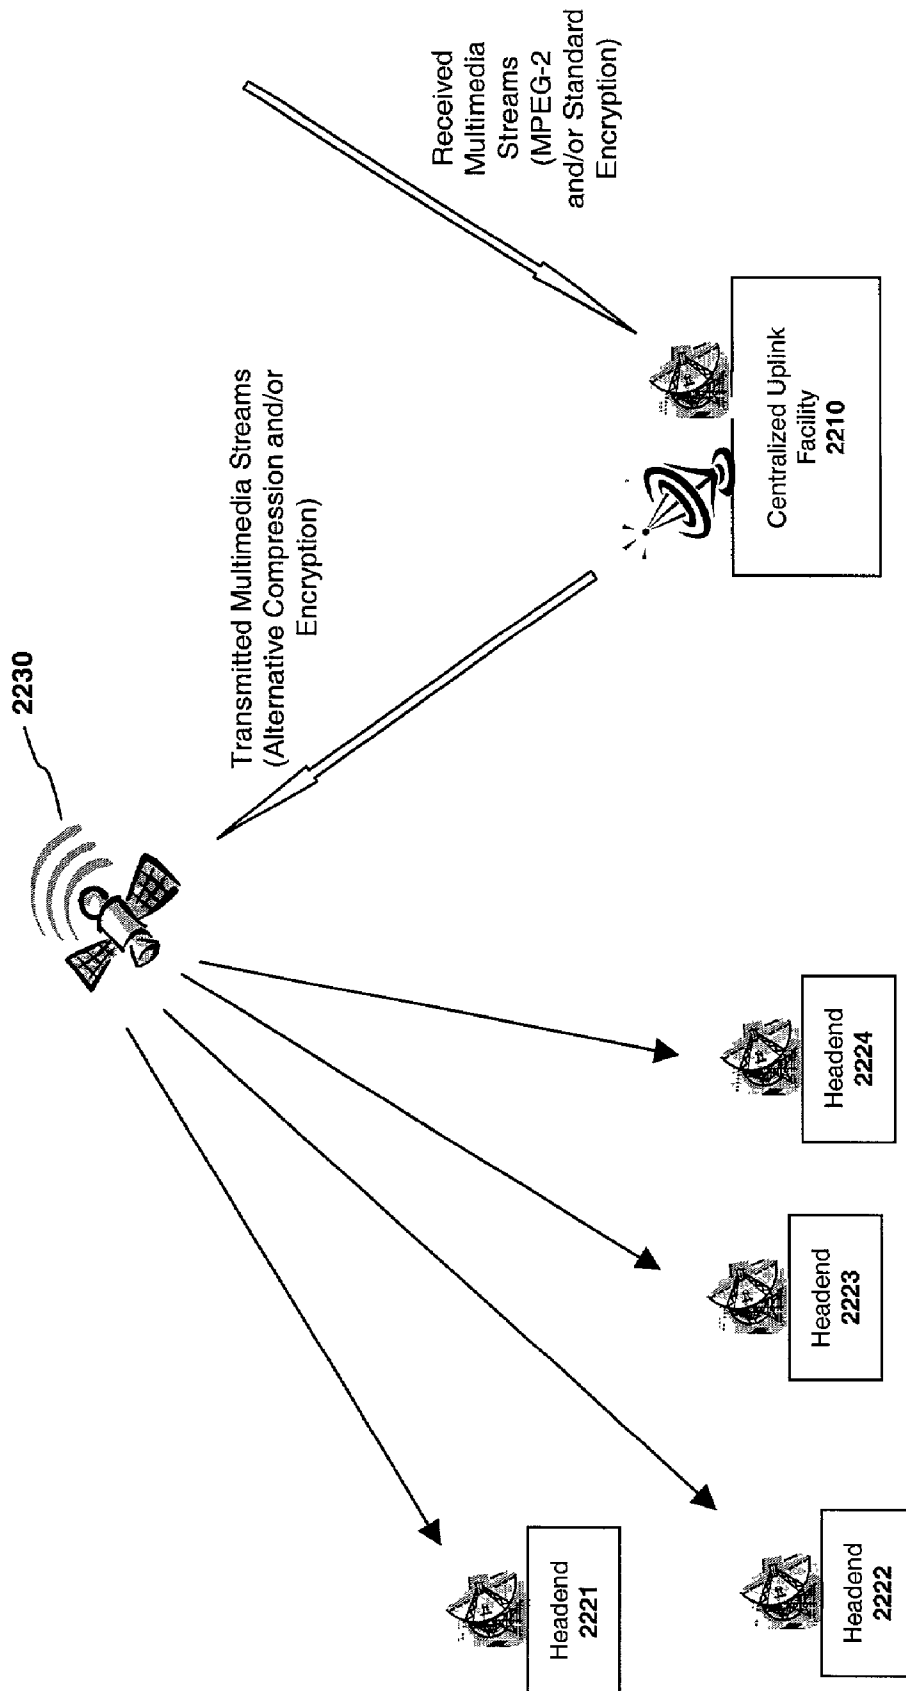 2230
Transmitted Multimedia Streams
(Alternative Compression and/or
Encryption)
Received
Multimedia
Streams
(MPEG-2
and/or Standard
Encryption)
Headend
2221
Headend
2222
Headend
2223
Headend
2224
Centralized Uplink
Facility
2210